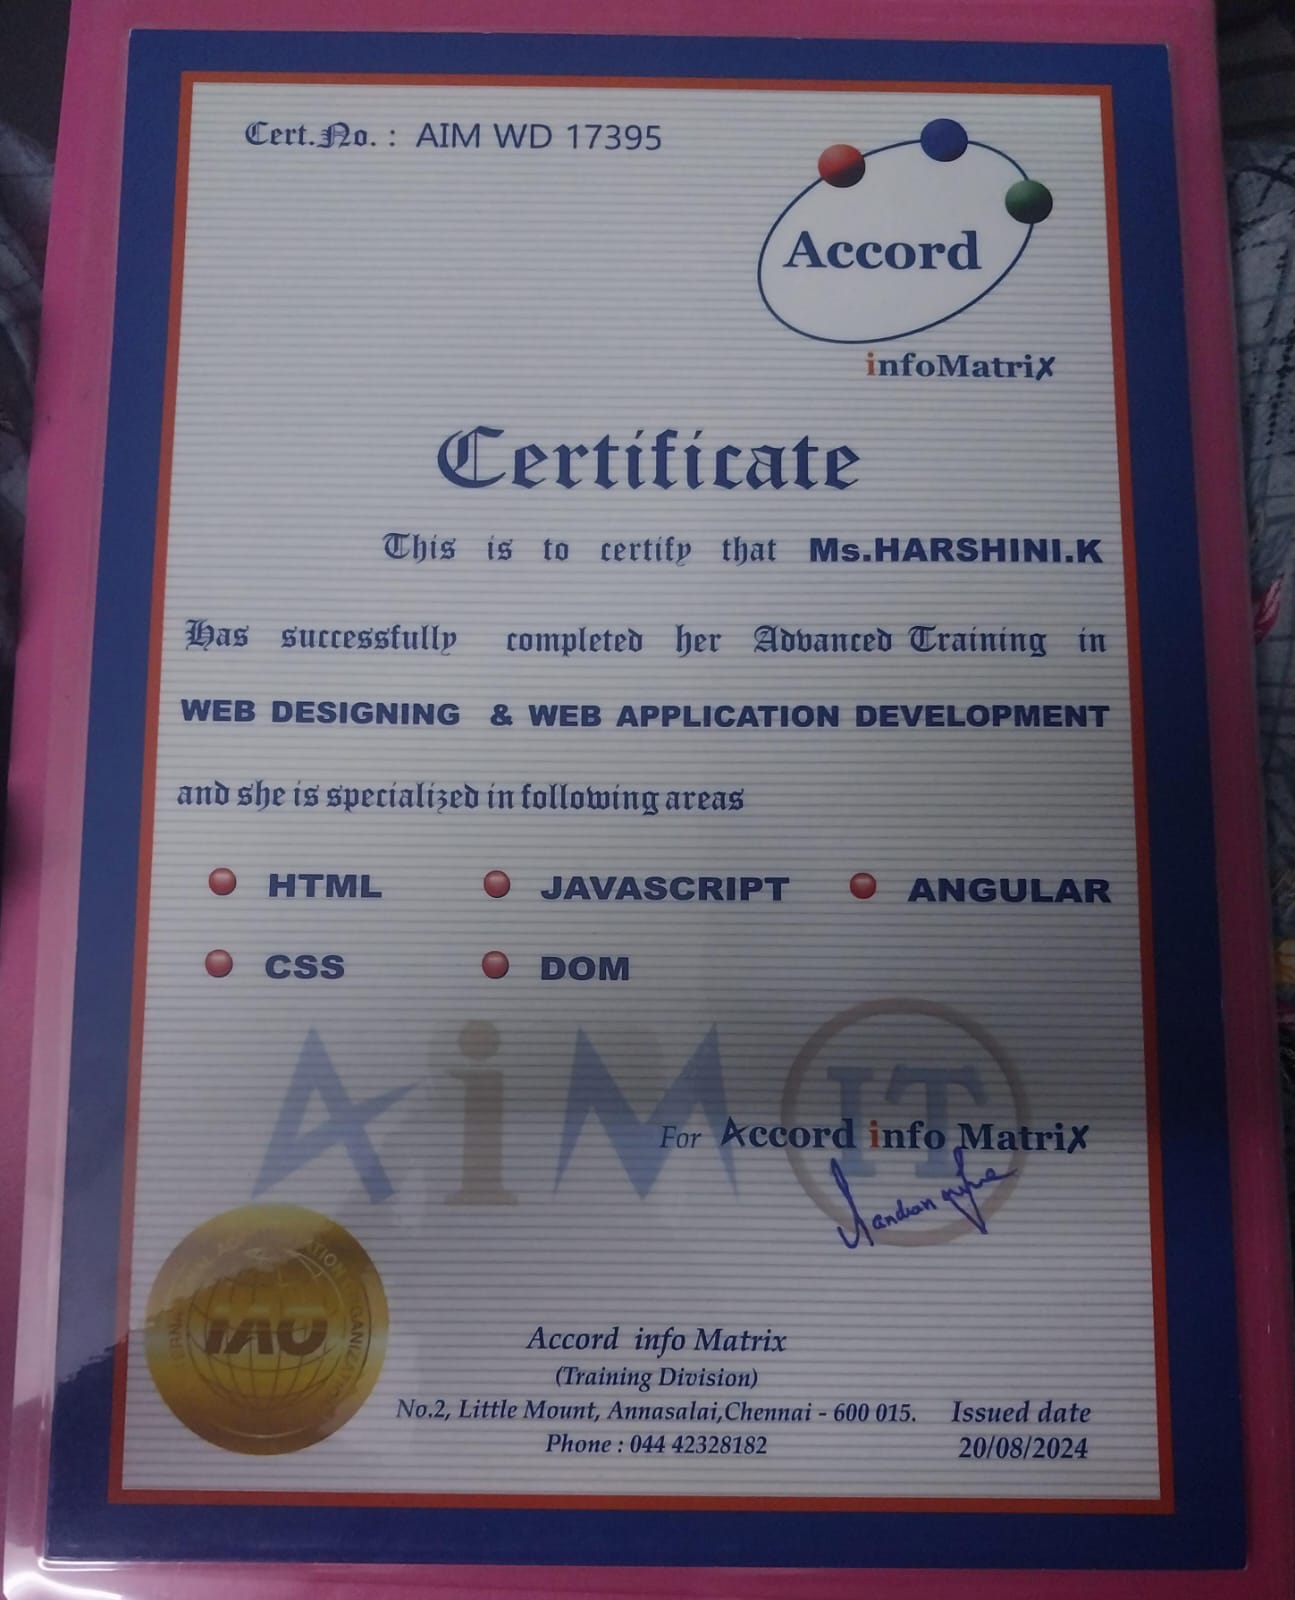 Cert.No. : AIM WD 17395
Accord
infoMatrix
Certificate
This is to certify that Ms.HARSHINI.K
Has successfully completed her Advanced Training in
WEB DESIGNING & WEB APPLICATION DEVELOPMENT
and she is specialized in following areas
HTML JAVASCRIPT ANGULAR
CSS DOM
AiM IT
For Accord info Matrix
IAO
Accord info Matrix
(Training Division)
No.2, Little Mount, Annasalai,Chennai - 600 015. Issued date
Phone : 044 42328182 20/08/2024